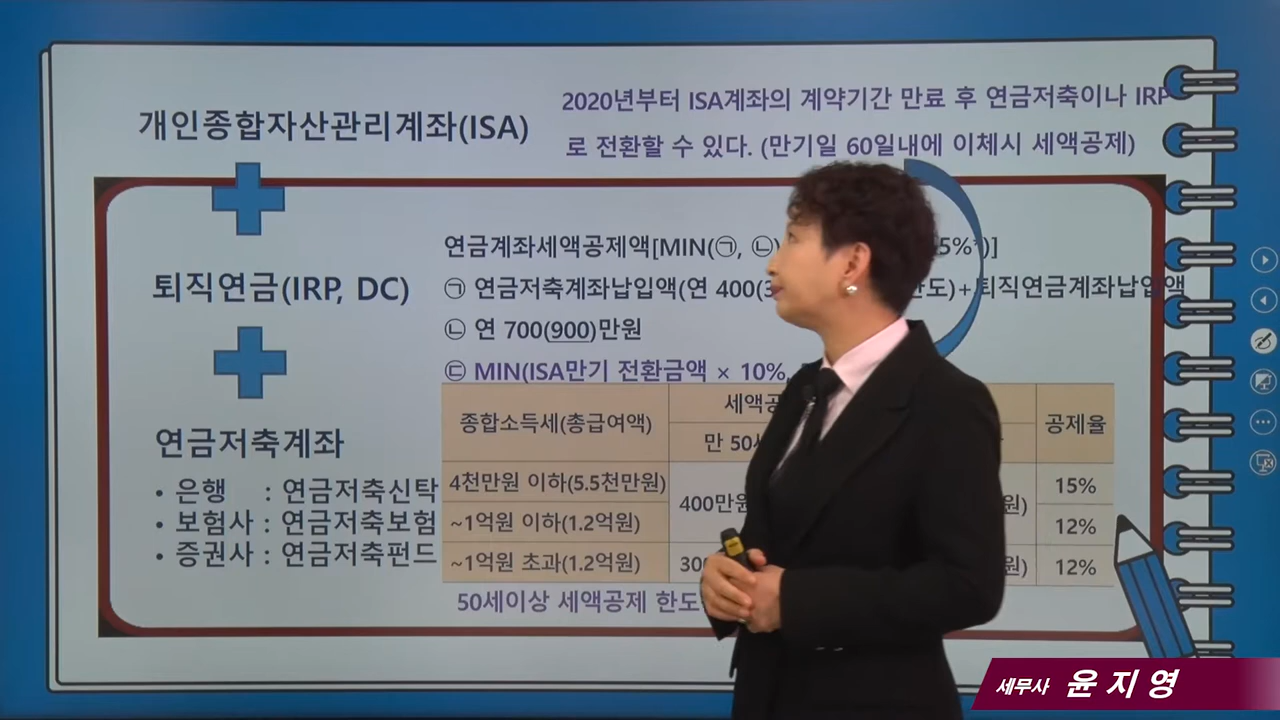 개인종합자산관리계좌(ISA)
2020년부터 ISA계좌의 계약기간 만료 후 연금저축이나 IRP
로 전환할 수 있다. (만기일 60일내에 이체시 세액공제)
퇴직연금(IRP, DC)
연금계좌세액공제액[MIN(㉠, ㉡) 5%*)]
㉠ 연금저축계좌납입액(연 400(3 한도)+퇴직연금계좌납입액
㉡ 연 700(900)만원
㉢ MIN(ISA만기 전환금액 × 10%,
연금저축계좌
• 은행 : 연금저축신탁
• 보험사 : 연금저축보험
• 증권사 : 연금저축펀드
종합소득세(총급여액) 세액공 공제율
만 50세
4천만원 이하(5.5천만원) 400만원 15%
~1억원 이하(1.2억원) 12%
~1억원 초과(1.2억원) 300 12%
50세이상 세액공제 한도
세무사 윤지영